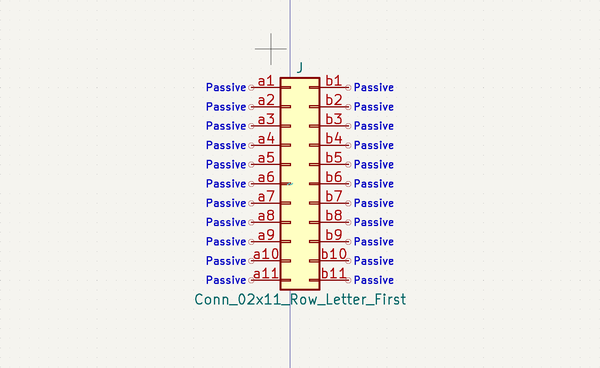 J
Passive a1 b1 Passive
Passive a2 b2 Passive
Passive a3 b3 Passive
Passive a4 b4 Passive
Passive a5 b5 Passive
Passive a6 b6 Passive
Passive a7 b7 Passive
Passive a8 b8 Passive
Passive a9 b9 Passive
Passive a10 b10 Passive
Passive a11 b11 Passive
Conn_02x11_Row_Letter_First